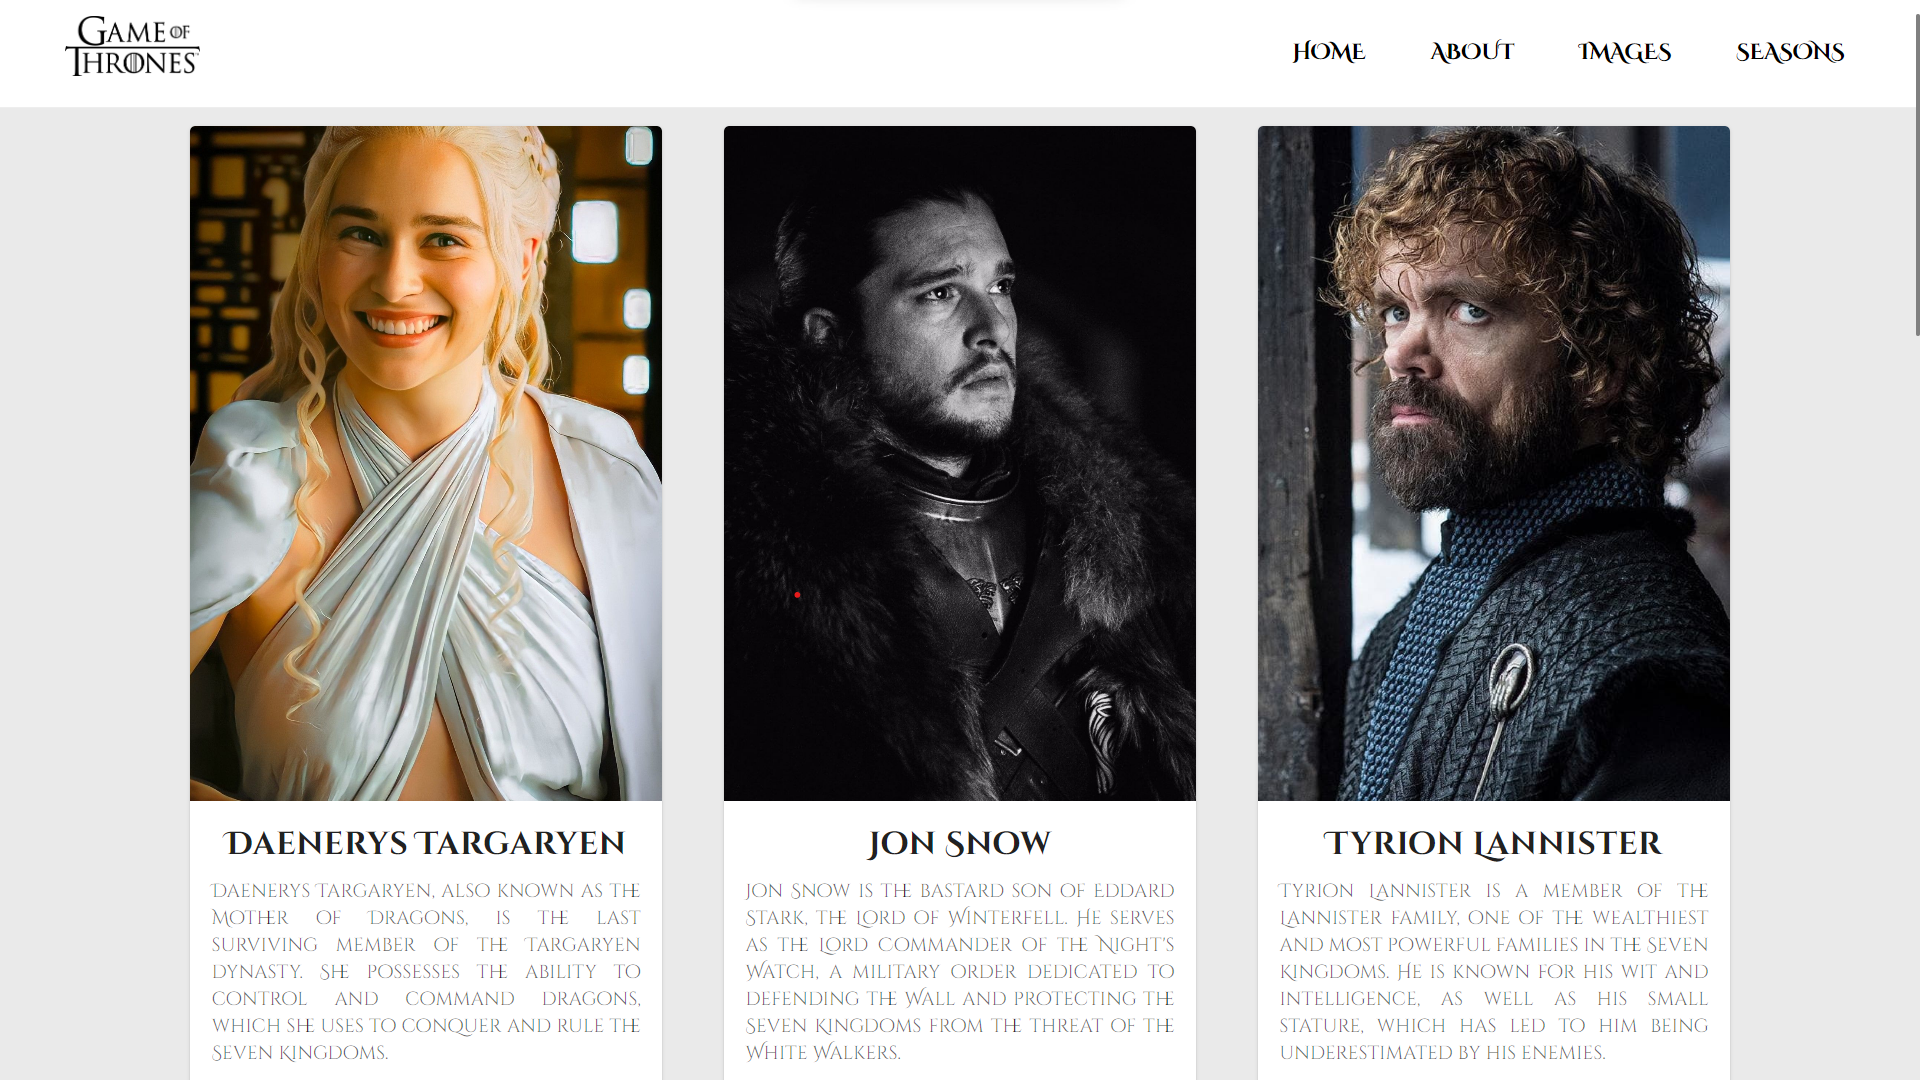 GAME OF
THRONES
HOME ABOUT IMAGES SEASONS
DAENERYS TARGARYEN
DAENERYS TARGARYEN, ALSO KNOWN AS THE
MOTHER OF DRAGONS, IS THE LAST
SURVIVING MEMBER OF THE TARGARYEN
DYNASTY. SHE POSSESSES THE ABILITY TO
CONTROL AND COMMAND DRAGONS,
WHICH SHE USES TO CONQUER AND RULE THE
SEVEN KINGDOMS.
JON SNOW
JON SNOW IS THE BASTARD SON OF EDDARD
STARK, THE LORD OF WINTERFELL. HE SERVES
AS THE LORD COMMANDER OF THE NIGHT'S
WATCH, A MILITARY ORDER DEDICATED TO
DEFENDING THE WALL AND PROTECTING THE
SEVEN KINGDOMS FROM THE THREAT OF THE
WHITE WALKERS.
TYRION LANNISTER
TYRION LANNISTER IS A MEMBER OF THE
LANNISTER FAMILY, ONE OF THE WEALTHIEST
AND MOST POWERFUL FAMILIES IN THE SEVEN
KINGDOMS. HE IS KNOWN FOR HIS WIT AND
INTELLIGENCE, AS WELL AS HIS SMALL
STATURE, WHICH HAS LED TO HIM BEING
UNDERESTIMATED BY HIS ENEMIES.